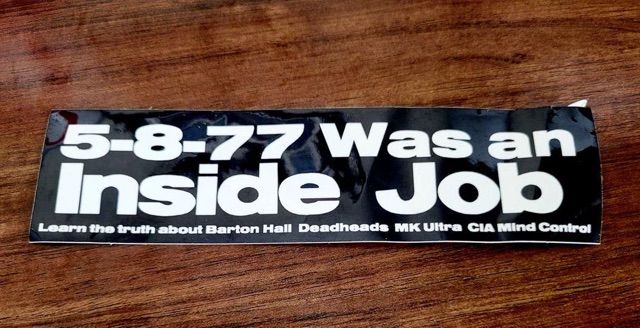 5-8-77 Was an
Inside Job
Learn the truth about Barton Hall Deadheads MK Ultra CIA Mind Control